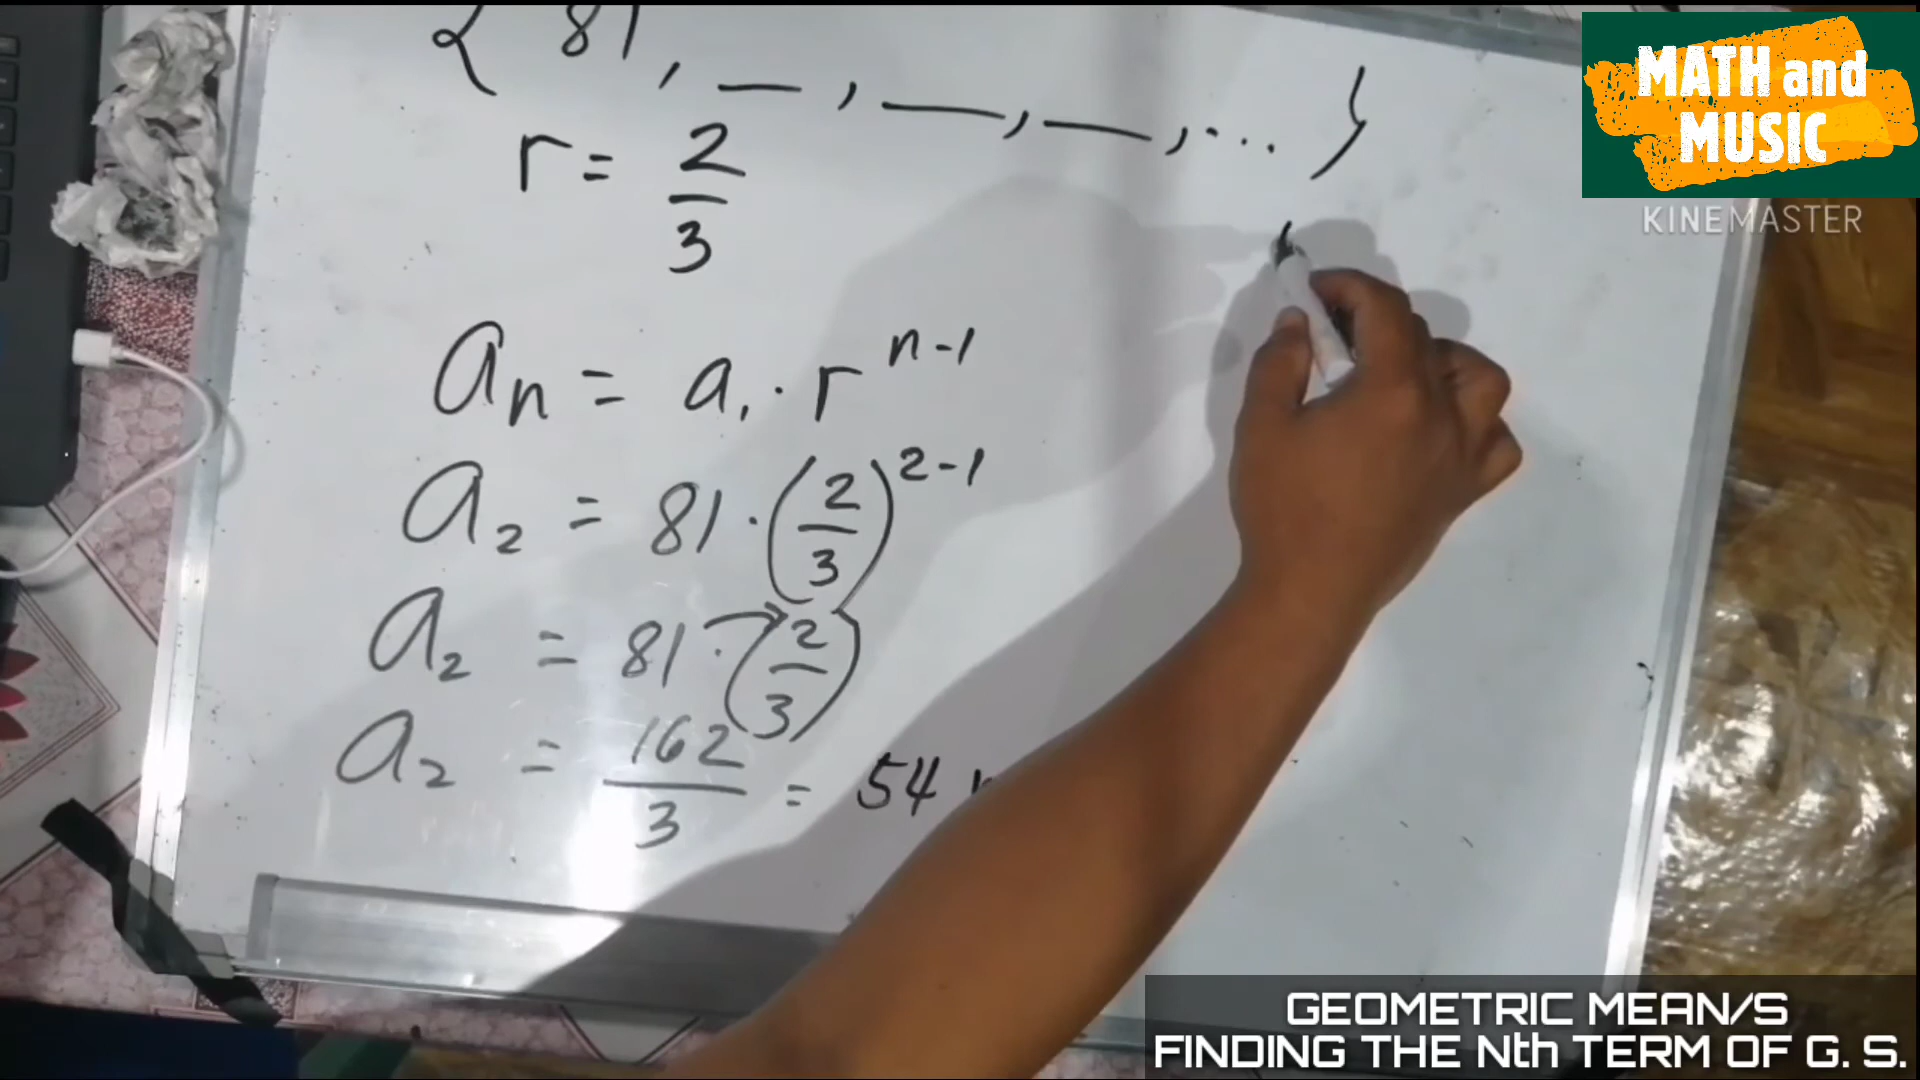 { 81, __, __, __, ... }
r = 2/3
aₙ = a₁ · r^(n-1)
a₂ = 81 · (2/3)^(2-1)
a₂ = 81 · (2/3)
a₂ = 162/3 = 54
MATH and
MUSIC
KINEMASTER
GEOMETRIC MEAN/S
FINDING THE Nth TERM OF G. S.